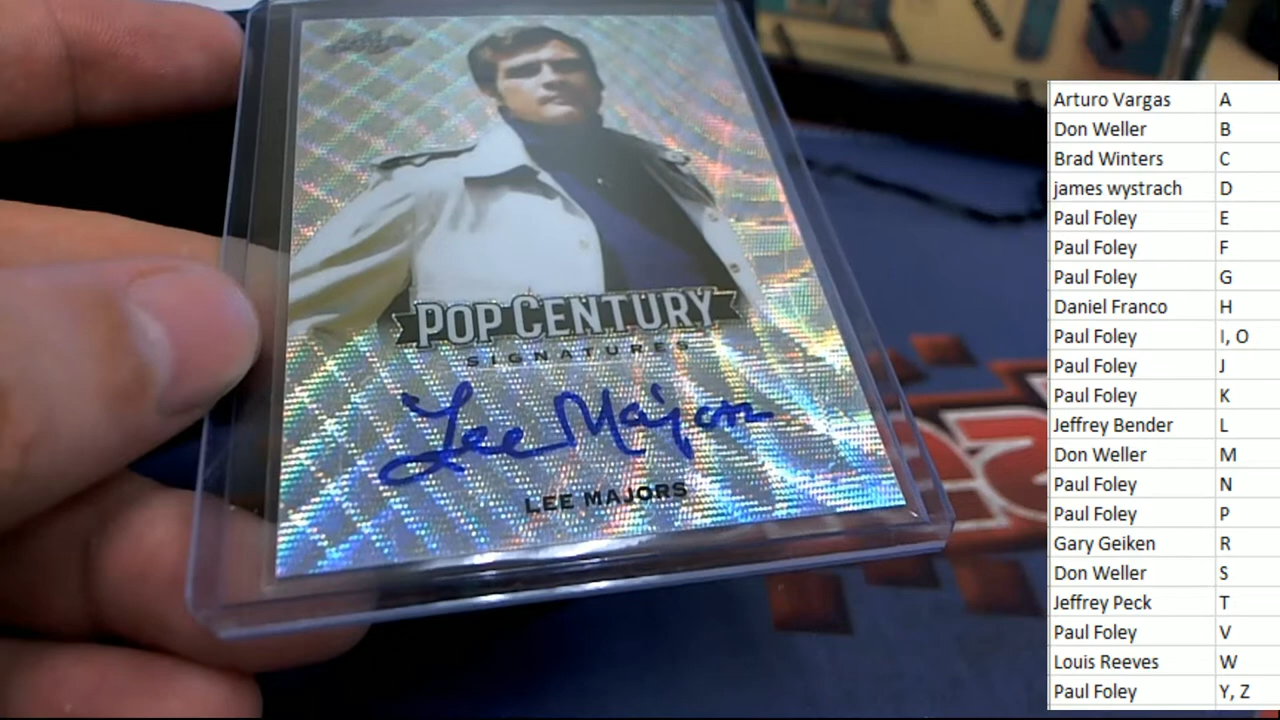 POP CENTURY
SIGNATURES
Lee Majors
LEE MAJORS
Arturo Vargas A
Don Weller B
Brad Winters C
james wystrach D
Paul Foley E
Paul Foley F
Paul Foley G
Daniel Franco H
Paul Foley I, O
Paul Foley J
Paul Foley K
Jeffrey Bender L
Don Weller M
Paul Foley N
Paul Foley P
Gary Geiken R
Don Weller S
Jeffrey Peck T
Paul Foley V
Louis Reeves W
Paul Foley Y, Z